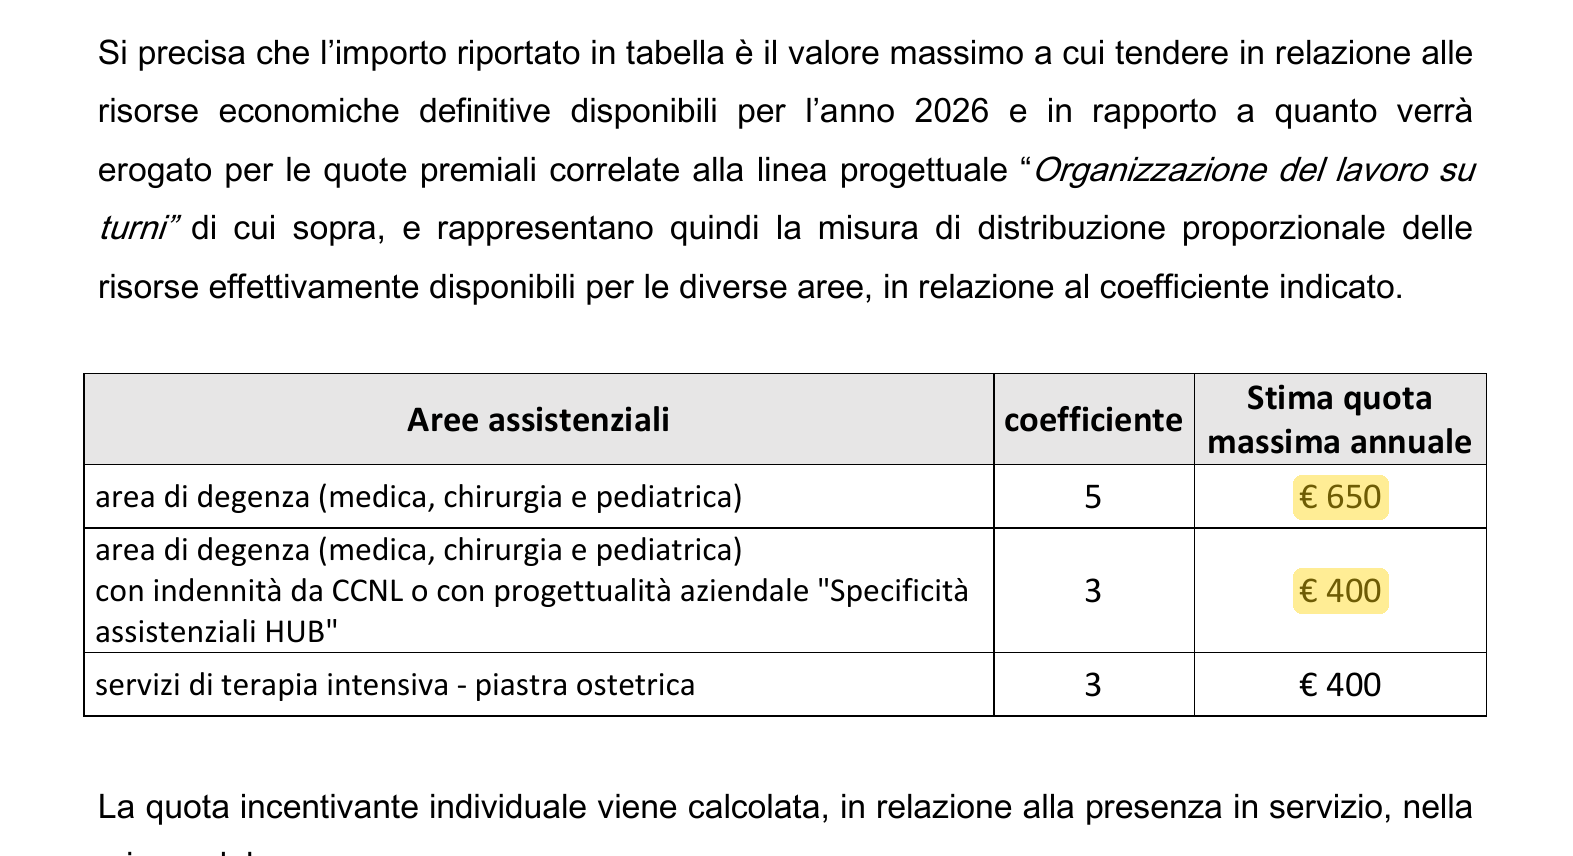 Si precisa che l’importo riportato in tabella è il valore massimo a cui tendere in relazione alle
risorse economiche definitive disponibili per l’anno 2026 e in rapporto a quanto verrà
erogato per le quote premiali correlate alla linea progettuale “Organizzazione del lavoro su
turni” di cui sopra, e rappresentano quindi la misura di distribuzione proporzionale delle
risorse effettivamente disponibili per le diverse aree, in relazione al coefficiente indicato.
Aree assistenziali coefficiente Stima quota
massima annuale
area di degenza (medica, chirurgia e pediatrica) 5 € 650
area di degenza (medica, chirurgia e pediatrica)
con indennità da CCNL o con progettualità aziendale "Specificità 3 € 400
assistenziali HUB"
servizi di terapia intensiva - piastra ostetrica 3 € 400
La quota incentivante individuale viene calcolata, in relazione alla presenza in servizio, nella